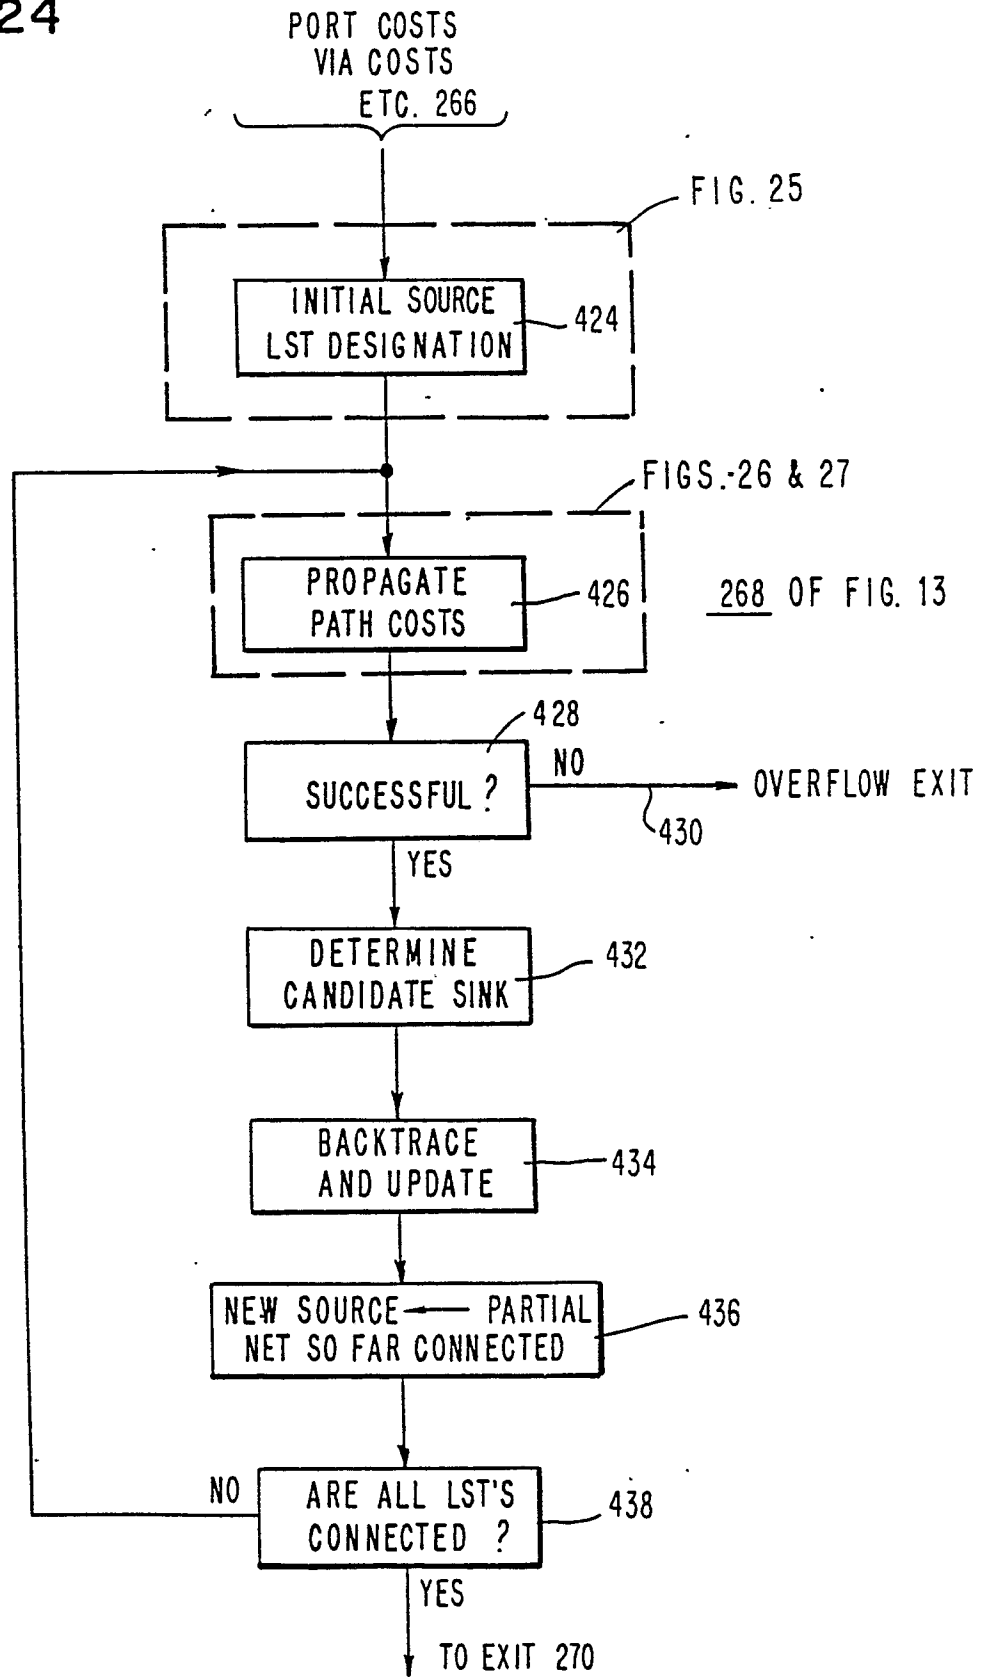 24
PORT COSTS
VIA COSTS
ETC. 266
FIG. 25
INITIAL SOURCE
LST DESIGNATION
424
FIGS. 26 & 27
PROPAGATE
PATH COSTS
426
268 OF FIG. 13
428
SUCCESSFUL ?
NO
OVERFLOW EXIT
430
YES
DETERMINE
CANDIDATE SINK
432
BACKTRACE
AND UPDATE
434
NEW SOURCE ← PARTIAL
NET SO FAR CONNECTED
436
NO
ARE ALL LST'S
CONNECTED ?
438
YES
TO EXIT 270